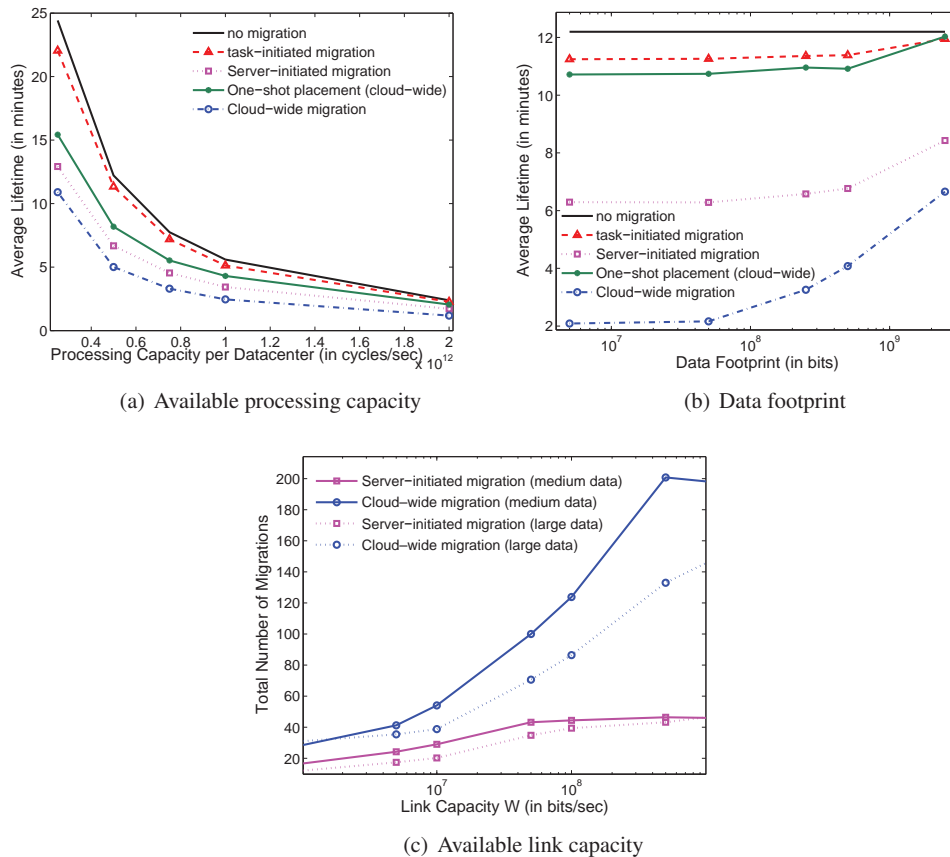 25
20
15
10
5
0
Average Lifetime (in minutes)
no migration
task−initiated migration
Server−initiated migration
One−shot placement (cloud−wide)
Cloud−wide migration
0.4 0.6 0.8 1 1.2 1.4 1.6 1.8 2
Processing Capacity per Datacenter (in cycles/sec)
x 10^12
(a) Available processing capacity
12
10
8
6
4
2
Average Lifetime (in minutes)
no migration
task−initiated migration
Server−initiated migration
One−shot placement (cloud−wide)
Cloud−wide migration
10^7 10^8 10^9
Data Footprint (in bits)
(b) Data footprint
200
180
160
140
120
100
80
60
40
20
Total Number of Migrations
Server−initiated migration (medium data)
Cloud−wide migration (medium data)
Server−initiated migration (large data)
Cloud−wide migration (large data)
10^7 10^8
Link Capacity W (in bits/sec)
(c) Available link capacity